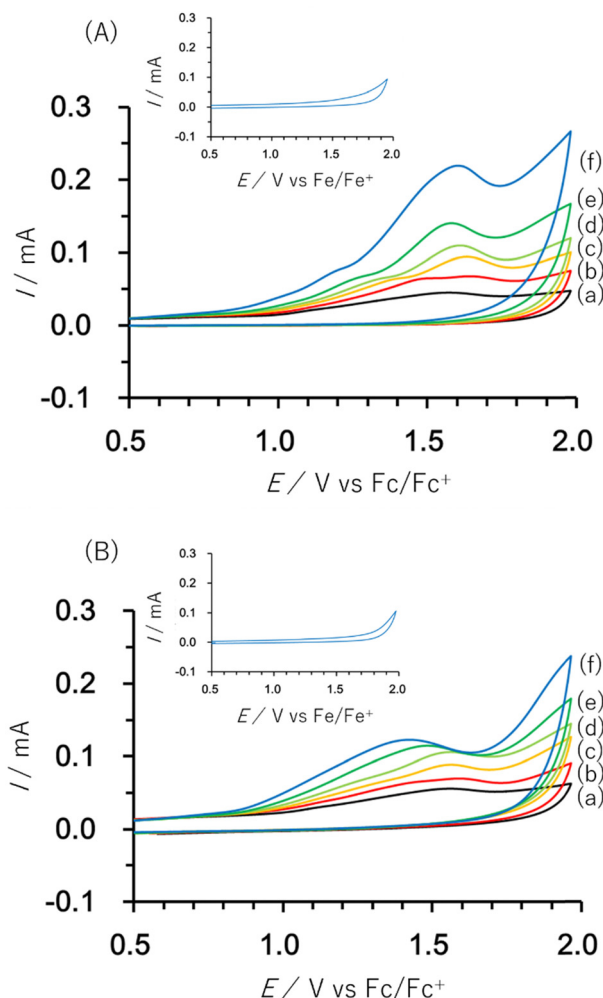 (A)
I / mA
0.3
0.2
0.1
0.0
-0.1
0.5 1.0 1.5 2.0
E / V vs Fe/Fe⁺
I / mA
0.3
0.2
0.1
0.0
-0.1
0.5 1.0 1.5 2.0
E / V vs Fc/Fc⁺
(f)
(e)
(d)
(c)
(b)
(a)
(B)
I / mA
0.3
0.2
0.1
0.0
-0.1
0.5 1.0 1.5 2.0
E / V vs Fe/Fe⁺
I / mA
0.3
0.2
0.1
0.0
-0.1
0.5 1.0 1.5 2.0
E / V vs Fc/Fc⁺
(f)
(e)
(d)
(c)
(b)
(a)